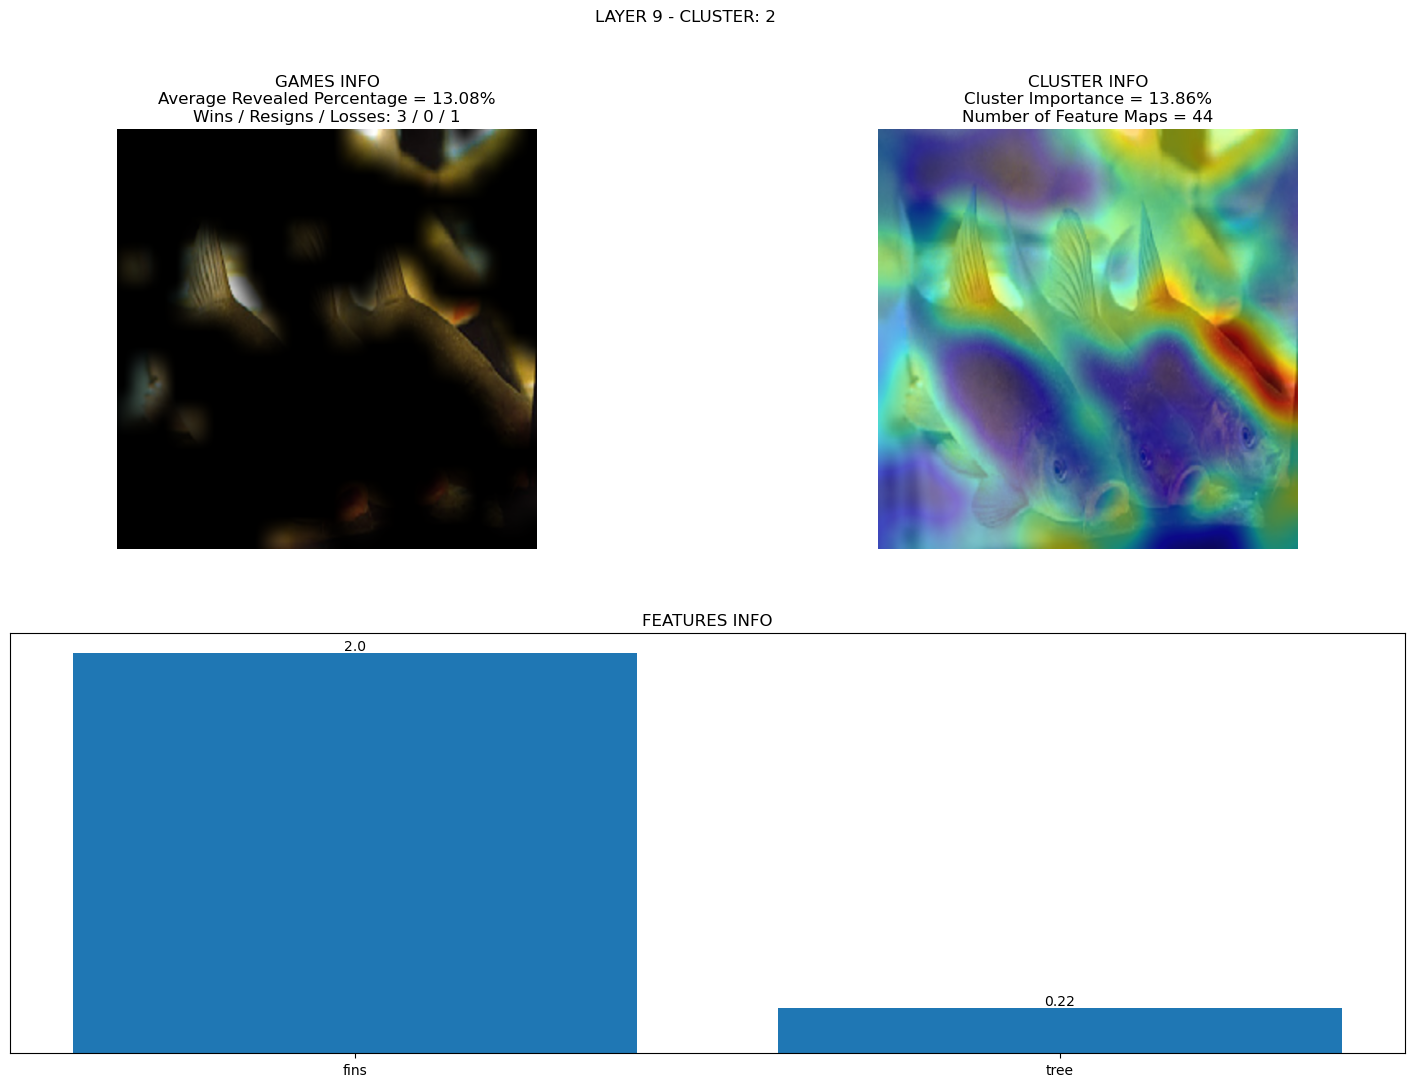 LAYER 9 - CLUSTER: 2
GAMES INFO
Average Revealed Percentage = 13.08%
Wins / Resigns / Losses: 3 / 0 / 1
CLUSTER INFO
Cluster Importance = 13.86%
Number of Feature Maps = 44
FEATURES INFO
2.0
0.22
fins
tree